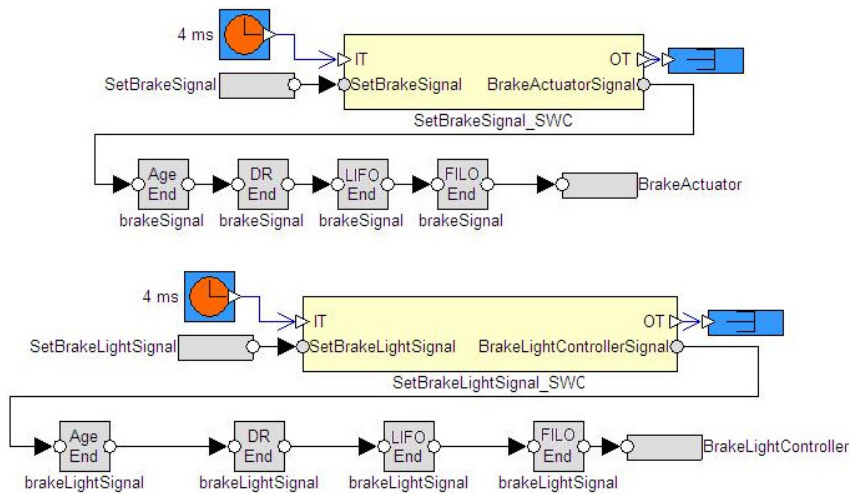 4 ms
IT
OT
SetBrakeSignal
SetBrakeSignal
BrakeActuatorSignal
SetBrakeSignal_SWC
Age End
DR End
LIFO End
FILO End
BrakeActuator
brakeSignal
brakeSignal
brakeSignal
brakeSignal
4 ms
IT
OT
SetBrakeLightSignal
SetBrakeLightSignal
BrakeLightControllerSignal
SetBrakeLightSignal_SWC
Age End
DR End
LIFO End
FILO End
BrakeLightController
brakeLightSignal
brakeLightSignal
brakeLightSignal
brakeLightSignal